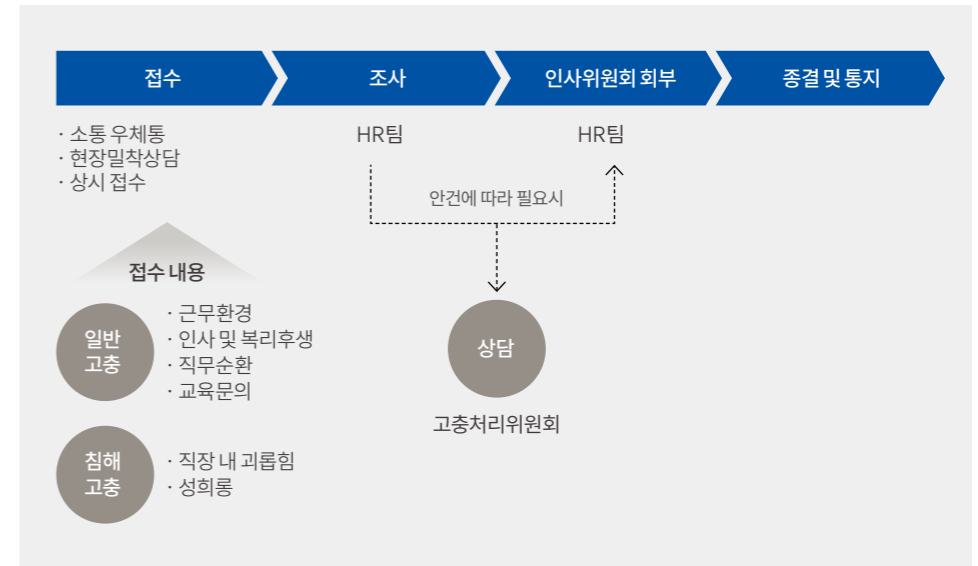 접수
조사
인사위원회 회부
종결 및 통지
· 소통 우체통
· 현장밀착상담
· 상시 접수
HR팀
HR팀
안건에 따라 필요시
접수 내용
일반
고충
· 근무환경
· 인사 및 복리후생
· 직무순환
· 교육문의
상담
고충처리위원회
침해
고충
· 직장 내 괴롭힘
· 성희롱